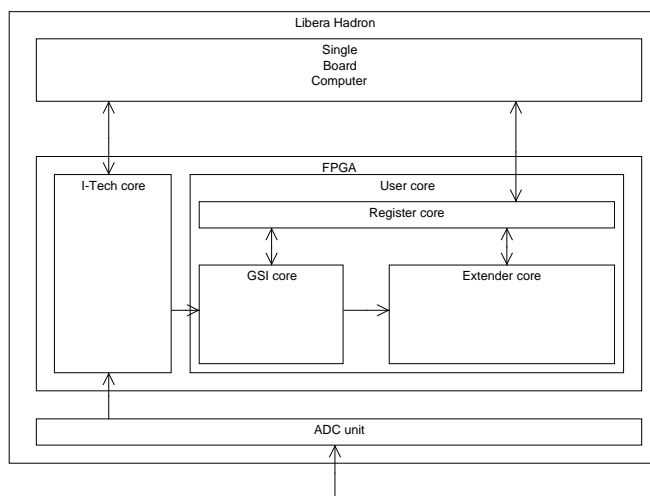 Libera Hadron
Single
Board
Computer
FPGA
I-Tech core
User core
Register core
GSI core
Extender core
ADC unit